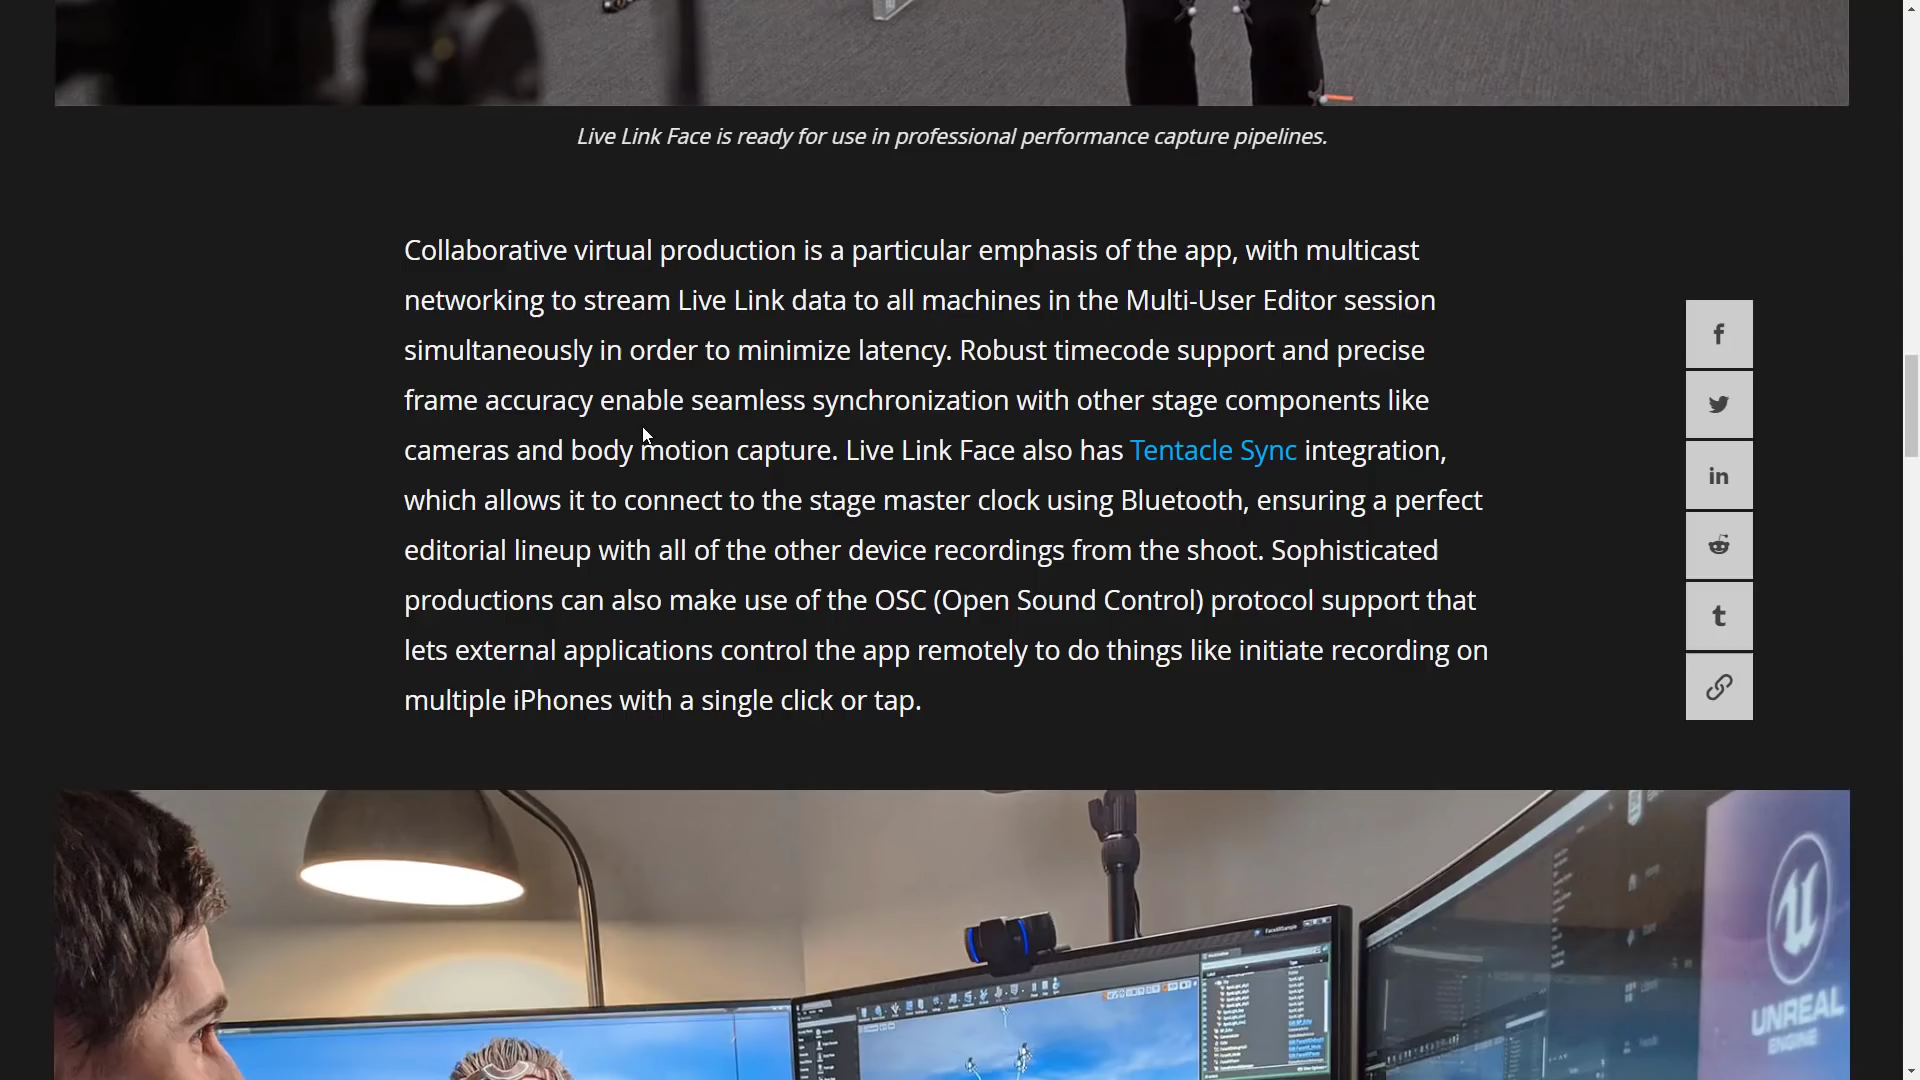 Live Link Face is ready for use in professional performance capture pipelines.
Collaborative virtual production is a particular emphasis of the app, with multicast
networking to stream Live Link data to all machines in the Multi-User Editor session
simultaneously in order to minimize latency. Robust timecode support and precise
frame accuracy enable seamless synchronization with other stage components like
cameras and body motion capture. Live Link Face also has Tentacle Sync integration,
which allows it to connect to the stage master clock using Bluetooth, ensuring a perfect
editorial lineup with all of the other device recordings from the shoot. Sophisticated
productions can also make use of the OSC (Open Sound Control) protocol support that
lets external applications control the app remotely to do things like initiate recording on
multiple iPhones with a single click or tap.
UNREAL
ENGINE